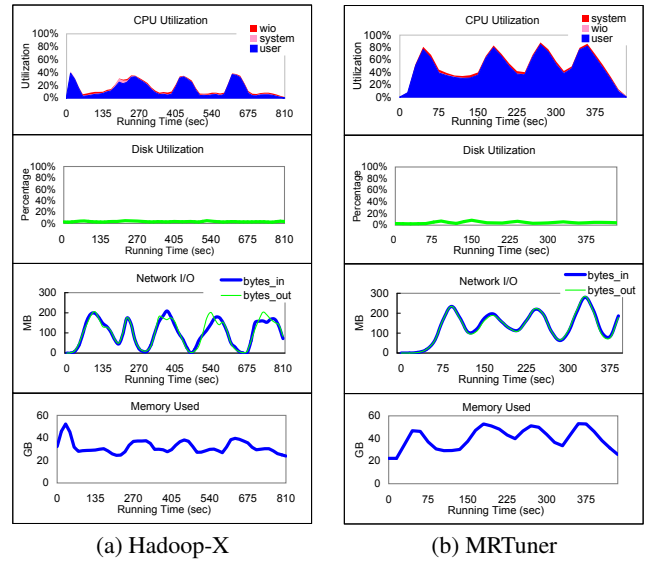 CPU Utilization
wio
system
user
Utilization
100%
80%
60%
40%
20%
0%
0 135 270 405 540 675 810
Running Time (sec)
Disk Utilization
Percentage
100%
80%
60%
40%
20%
0%
0 135 270 405 540 675 810
Running Time (sec)
Network I/O
bytes_in
bytes_out
MB
300
200
100
0
0 135 270 405 540 675 810
Running Time (sec)
Memory Used
GB
60
40
20
0
0 135 270 405 540 675 810
Running Time (sec)
(a) Hadoop-X
CPU Utilization
system
wio
user
Utilization
100%
80%
60%
40%
20%
0%
0 75 150 225 300 375
Running Time (sec)
Disk Utilization
Percentage
100%
80%
60%
40%
20%
0%
0 75 150 225 300 375
Running Time (sec)
Network I/O
bytes_in
bytes_out
MB
300
200
100
0
0 75 150 225 300 375
Running Time (sec)
Memory Used
GB
60
40
20
0
0 75 150 225 300 375
Running Time (sec)
(b) MRTuner